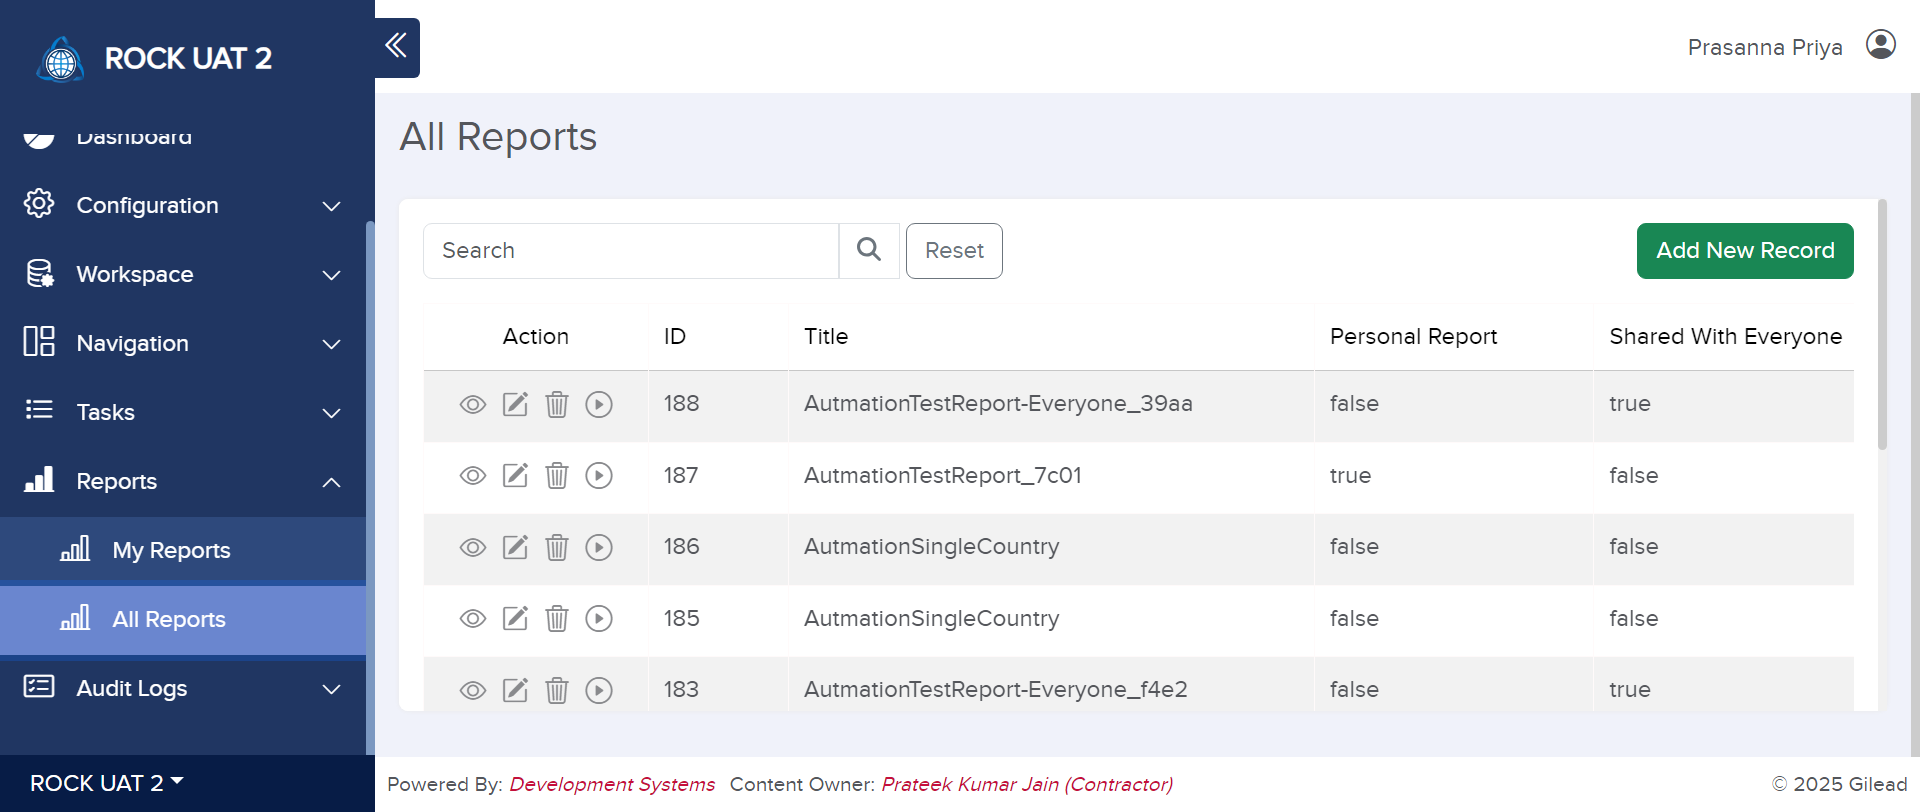 ROCK UAT 2
Prasanna Priya
Dashboard
Configuration
Workspace
Navigation
Tasks
Reports
My Reports
All Reports
Audit Logs
ROCK UAT 2
All Reports
Search Reset Add New Record
Action ID Title Personal Report Shared With Everyone
188 AutmationTestReport-Everyone_39aa false true
187 AutmationTestReport_7c01 true false
186 AutmationSingleCountry false false
185 AutmationSingleCountry false false
183 AutmationTestReport-Everyone_f4e2 false true
Powered By: Development Systems Content Owner: Prateek Kumar Jain (Contractor) © 2025 Gilead